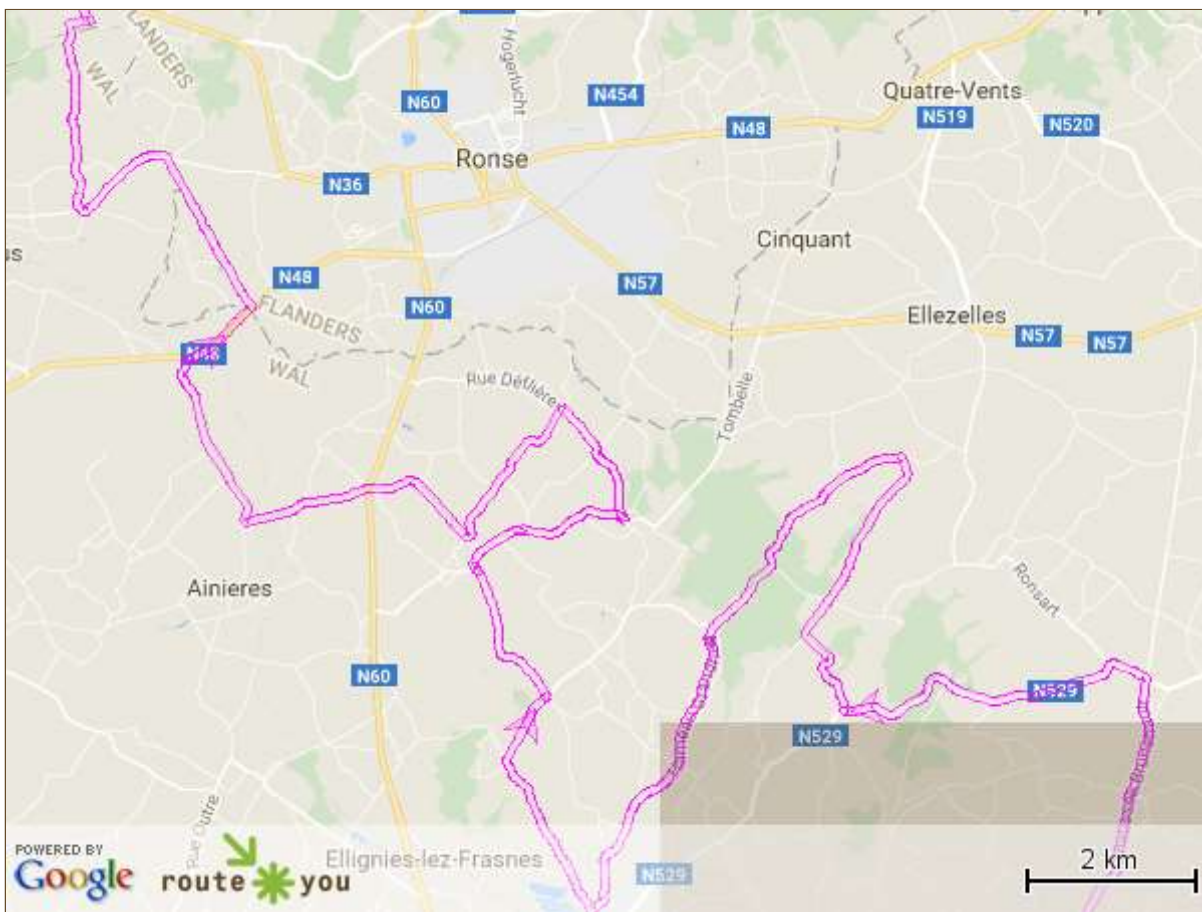 FLANDERS
WAL
N60
Hogerlucht
N454
Quatre-Vents
N519
N520
N48
Ronse
N36
Cinquant
us
N48
N60
N57
FLANDERS
Ellezelles
N57
N57
N48
WAL
Tombelle
Ainieres
Ronsart
N60
N529
N529
Rue Outre
POWERED BY
Google
route you
Ellignies-lez-Frasnes
N529
2 km